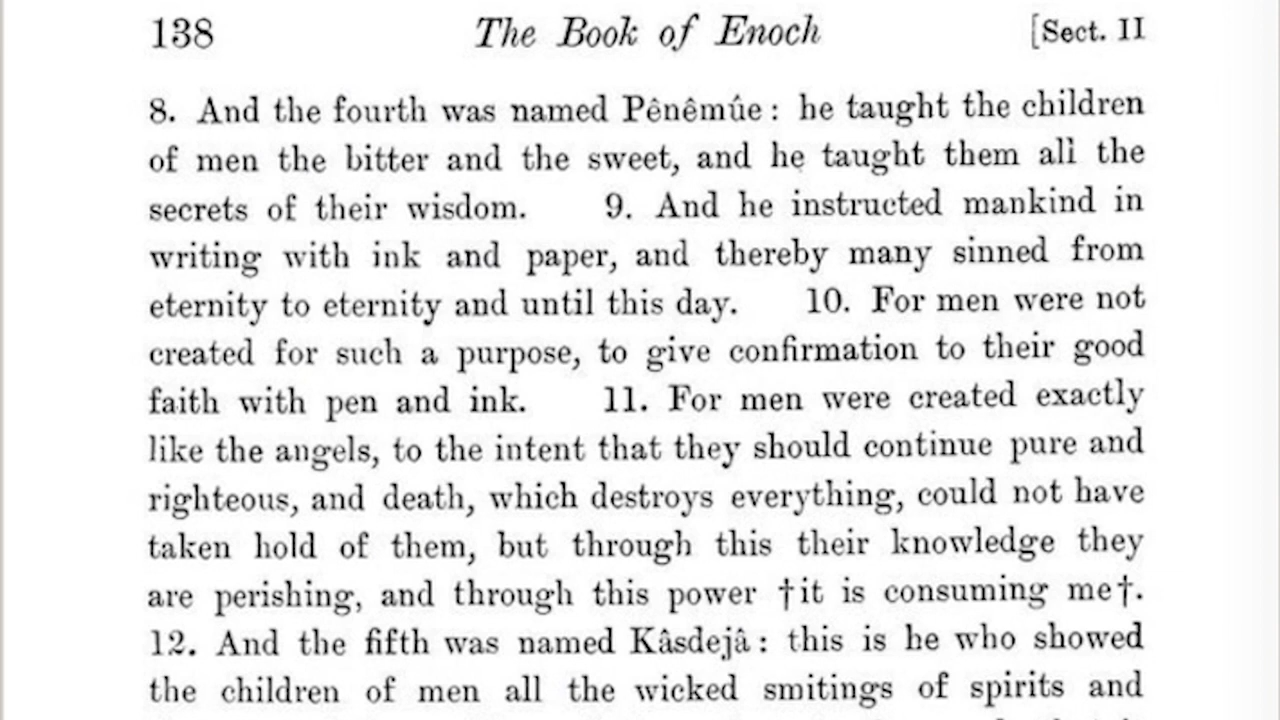 138 The Book of Enoch [Sect. II
8. And the fourth was named Pênêmûe : he taught the children
of men the bitter and the sweet, and he taught them all the
secrets of their wisdom. 9. And he instructed mankind in
writing with ink and paper, and thereby many sinned from
eternity to eternity and until this day. 10. For men were not
created for such a purpose, to give confirmation to their good
faith with pen and ink. 11. For men were created exactly
like the angels, to the intent that they should continue pure and
righteous, and death, which destroys everything, could not have
taken hold of them, but through this their knowledge they
are perishing, and through this power †it is consuming me†.
12. And the fifth was named Kâsdejâ : this is he who showed
the children of men all the wicked smitings of spirits and